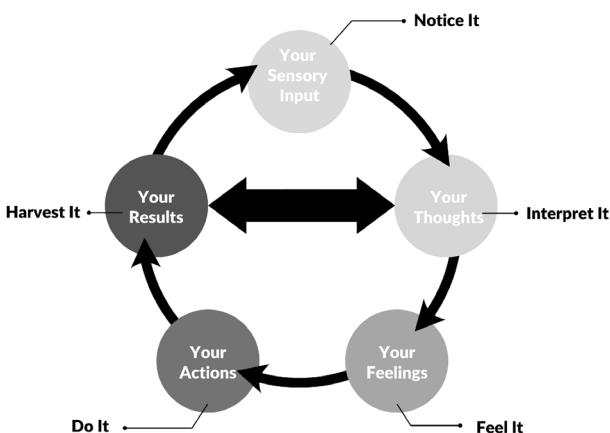 Notice It
Your
Sensory
Input
Your
Thoughts
Interpret It
Your
Results
Harvest It
Your
Feelings
Feel It
Your
Actions
Do It